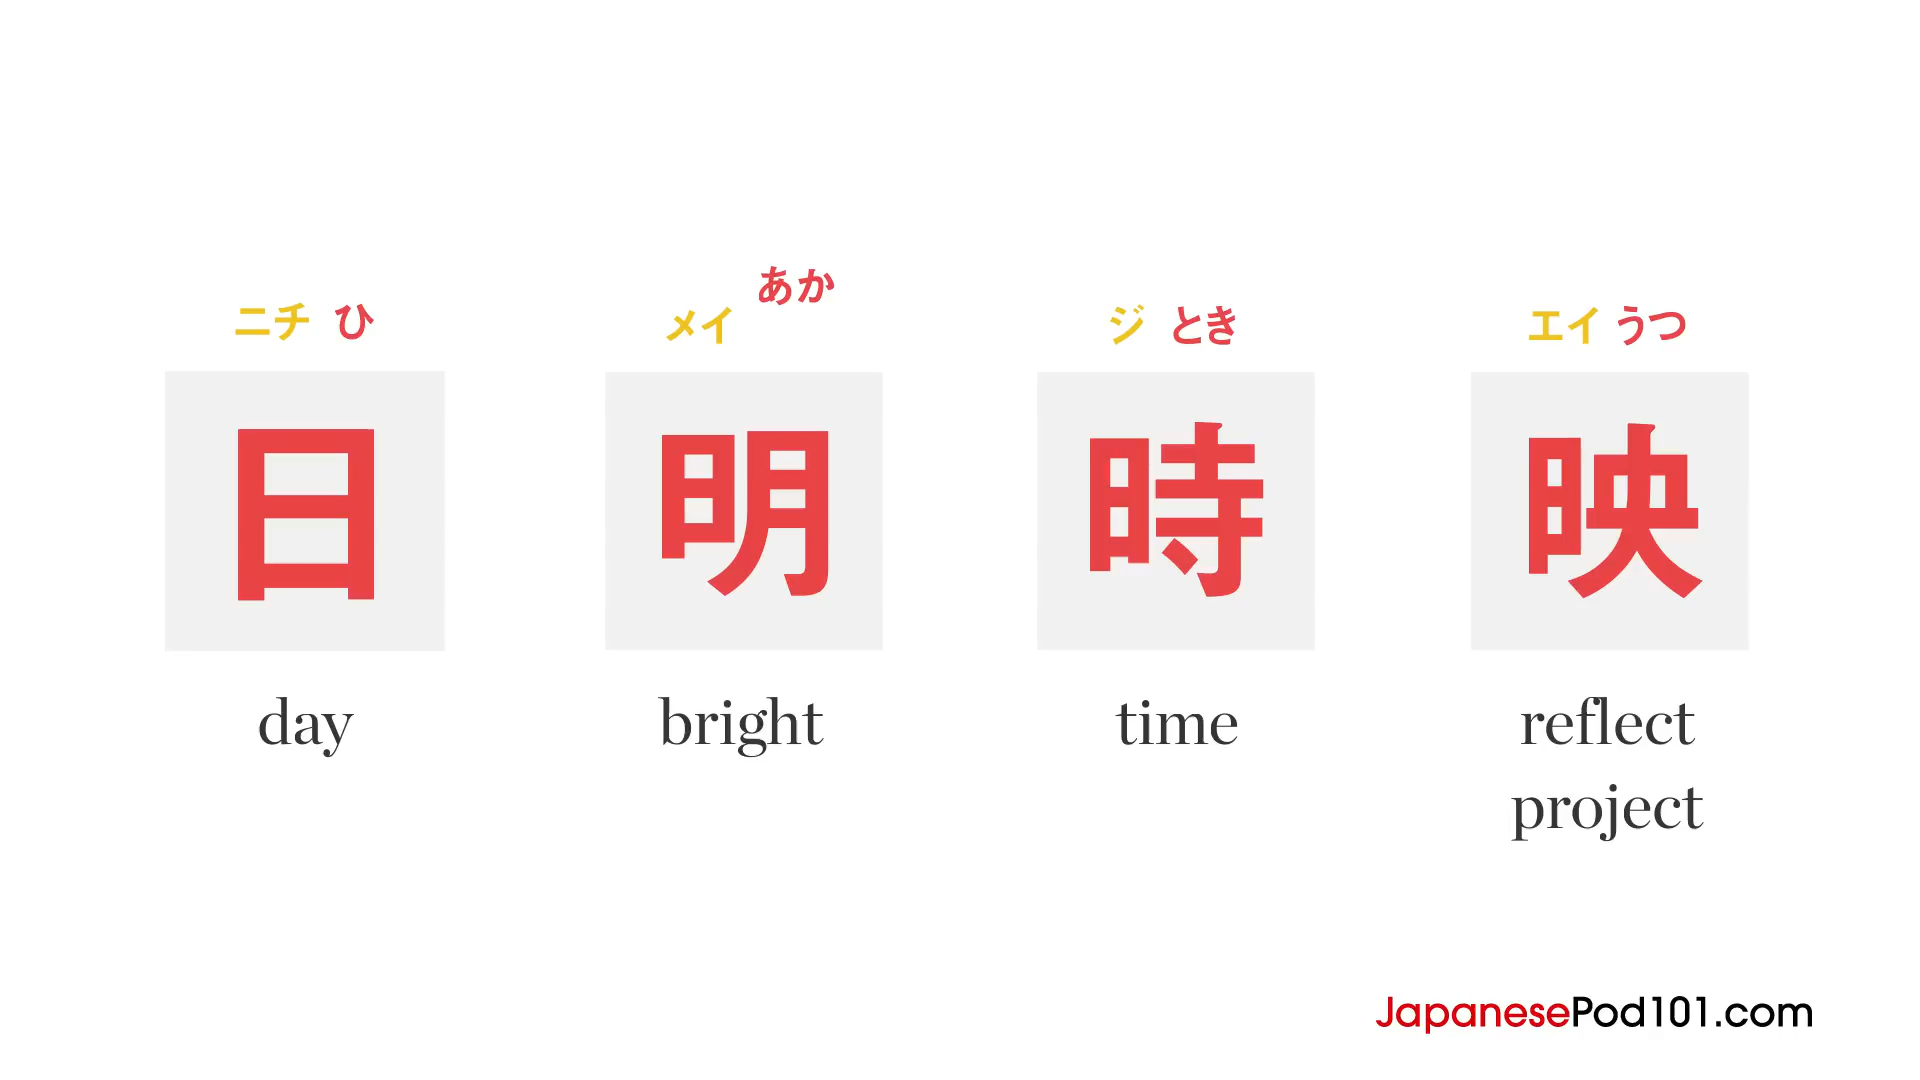 ニチ ひ
メイ あか
ジ とき
エイ うつ
日 明 時 映
day
bright
time
reflect
project
JapanesePod101.com